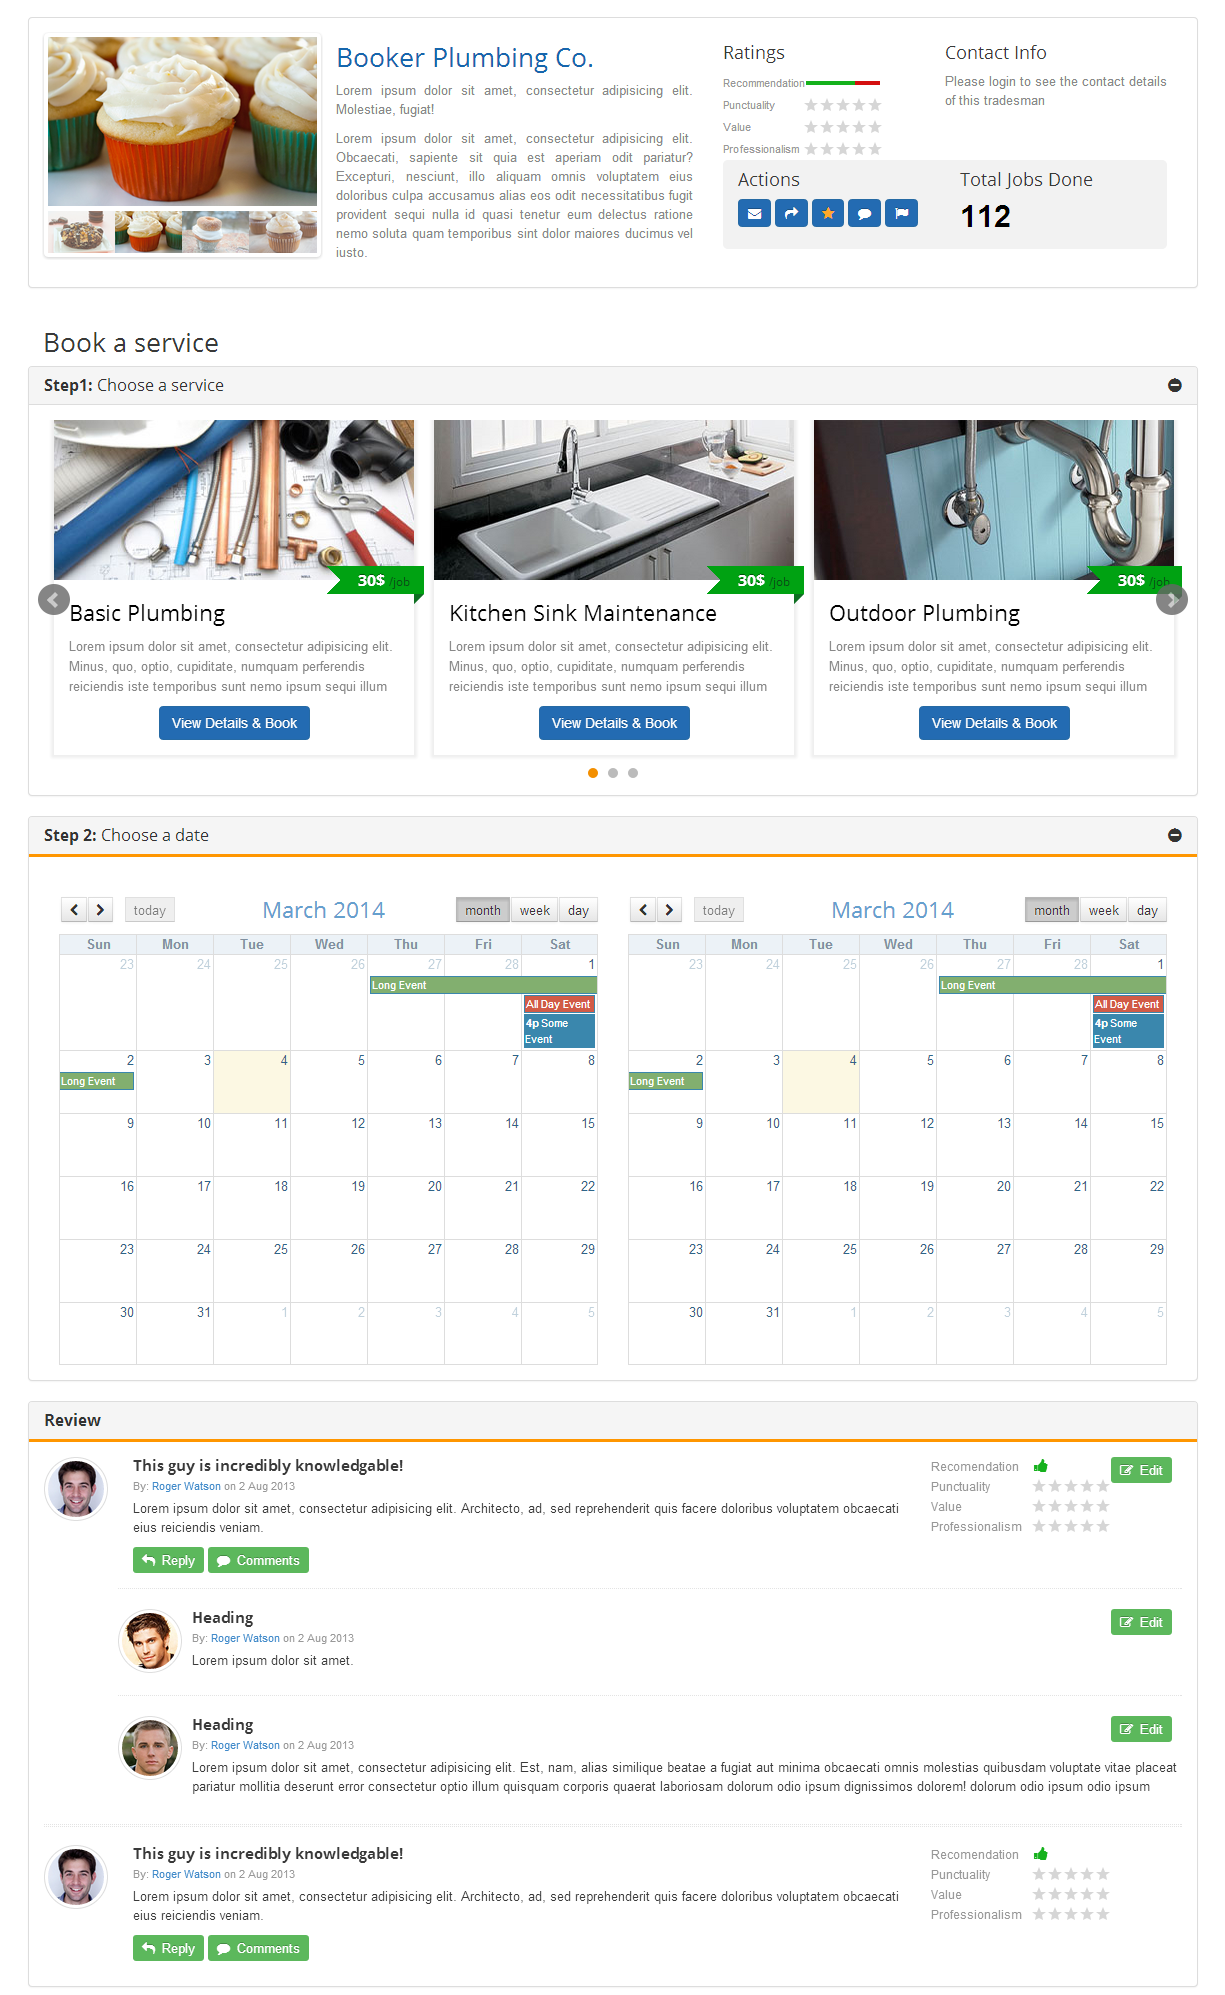 Booker Plumbing Co.
Lorem ipsum dolor sit amet, consectetur adipisicing elit.
Molestiae, fugiat!
Lorem ipsum dolor sit amet, consectetur adipisicing elit.
Obcaecati, sapiente sit quia est aperiam odit pariatur?
Excepturi, nesciunt, illo aliquam omnis voluptatem eius
doloribus culpa accusamus alias eos odit necessitatibus fugit
provident sequi nulla id quasi tenetur eum delectus ratione
nemo soluta quam temporibus sint dolor maiores ducimus vel
iusto.
Ratings
Recommendation
Punctuality
Value
Professionalism
Contact Info
Please login to see the contact details
of this tradesman
Actions
Total Jobs Done
112
Book a service
Step1: Choose a service
30$ /job
Basic Plumbing
Lorem ipsum dolor sit amet, consectetur adipisicing elit.
Minus, quo, optio, cupiditate, numquam perferendis
reiciendis iste temporibus sunt nemo ipsum sequi illum
View Details & Book
30$ /job
Kitchen Sink Maintenance
Lorem ipsum dolor sit amet, consectetur adipisicing elit.
Minus, quo, optio, cupiditate, numquam perferendis
reiciendis iste temporibus sunt nemo ipsum sequi illum
View Details & Book
30$ /job
Outdoor Plumbing
Lorem ipsum dolor sit amet, consectetur adipisicing elit.
Minus, quo, optio, cupiditate, numquam perferendis
reiciendis iste temporibus sunt nemo ipsum sequi illum
View Details & Book
Step 2: Choose a date
today March 2014 month week day
Sun Mon Tue Wed Thu Fri Sat
23 24 25 26 27 28 1
Long Event
All Day Event
4p Some
Event
2 3 4 5 6 7 8
Long Event
9 10 11 12 13 14 15
16 17 18 19 20 21 22
23 24 25 26 27 28 29
30 31 1 2 3 4 5
today March 2014 month week day
Sun Mon Tue Wed Thu Fri Sat
23 24 25 26 27 28 1
Long Event
All Day Event
4p Some
Event
2 3 4 5 6 7 8
Long Event
9 10 11 12 13 14 15
16 17 18 19 20 21 22
23 24 25 26 27 28 29
30 31 1 2 3 4 5
Review
This guy is incredibly knowledgable!
By: Roger Watson on 2 Aug 2013
Lorem ipsum dolor sit amet, consectetur adipisicing elit. Architecto, ad, sed reprehenderit quis facere doloribus voluptatem obcaecati
eius reiciendis veniam.
Reply Comments
Recomendation
Punctuality
Value
Professionalism
Edit
Heading
By: Roger Watson on 2 Aug 2013
Lorem ipsum dolor sit amet.
Edit
Heading
By: Roger Watson on 2 Aug 2013
Lorem ipsum dolor sit amet, consectetur adipisicing elit. Est, nam, alias similique beatae a fugiat aut minima obcaecati omnis molestias quibusdam voluptate vitae placeat
pariatur mollitia deserunt error consectetur optio illum quisquam corporis quaerat laboriosam dolorum odio ipsum dignissimos dolorem! dolorum odio ipsum odio ipsum
Edit
This guy is incredibly knowledgable!
By: Roger Watson on 2 Aug 2013
Lorem ipsum dolor sit amet, consectetur adipisicing elit. Architecto, ad, sed reprehenderit quis facere doloribus voluptatem obcaecati
eius reiciendis veniam.
Reply Comments
Recomendation
Punctuality
Value
Professionalism